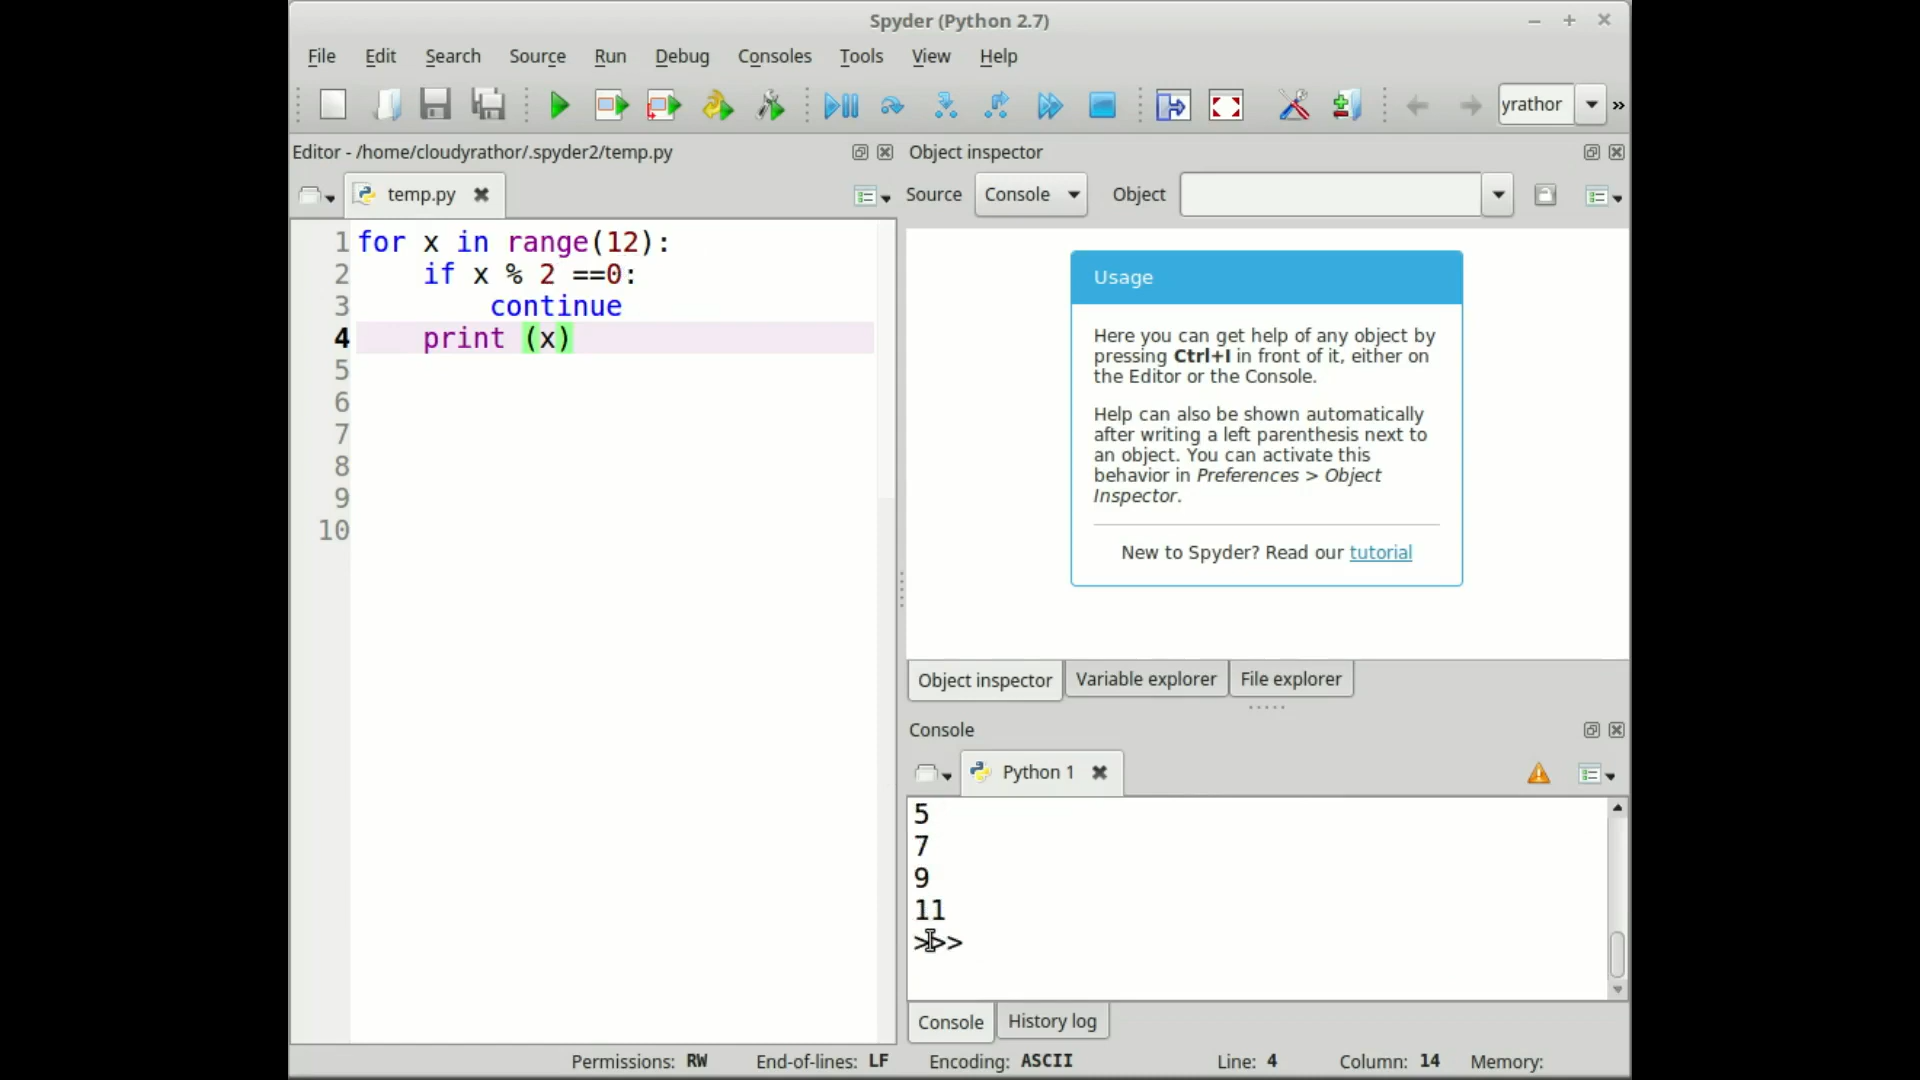 Spyder (Python 2.7)
File Edit Search Source Run Debug Consoles Tools View Help
yrathor
Editor - /home/cloudyrathor/.spyder2/temp.py
temp.py
1 for x in range(12):
2     if x % 2 ==0:
3         continue
4     print (x)
5
6
7
8
9
10
Object inspector
Source Console Object
Usage
Here you can get help of any object by
pressing Ctrl+I in front of it, either on
the Editor or the Console.
Help can also be shown automatically
after writing a left parenthesis next to
an object. You can activate this
behavior in Preferences > Object
Inspector.
New to Spyder? Read our tutorial
Object inspector Variable explorer File explorer
Console
Python 1
5
7
9
11
>>>
Console History log
Permissions: RW End-of-lines: LF Encoding: ASCII Line: 4 Column: 14 Memory: